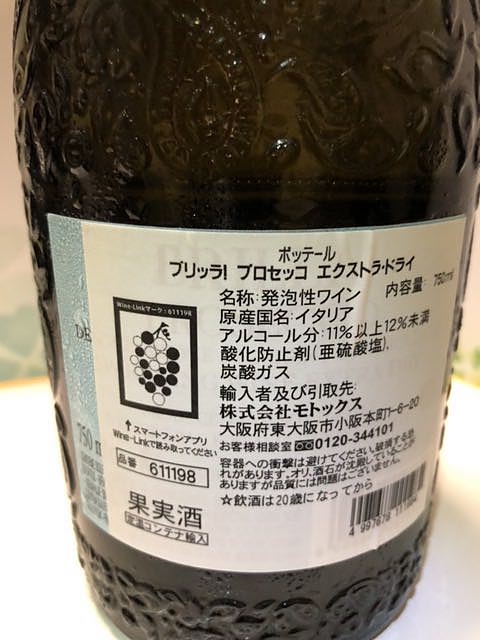 ボッテール
ブリッラ! プロセッコ エクストラ・ドライ
名称:発泡性ワイン 内容量: 750ml
原産国名:イタリア
アルコール分:11%以上12%未満
酸化防止剤(亜硫酸塩),
炭酸ガス
輸入者及び引取先:
株式会社モトックス
大阪府東大阪市小阪本町1-6-20
お客様相談室 0120-344101
容器への衝撃は避けてください。破損する恐
れがあります。オリ、酒石が沈殿していることが
ありますが品質には問題はございません。
☆飲酒は20歳になってから
Wine-Linkマーク:611198
↑スマートフォンアプリ
Wine-Linkで読み取ってください
品番 611198
果実酒
定温コンテナ輸入
DE
750 m